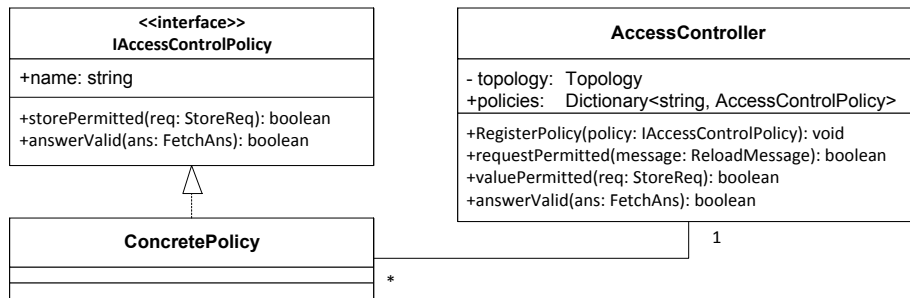 <<interface>>
IAccessControlPolicy
+name: string
+storePermitted(req: StoreReq): boolean
+answerValid(ans: FetchAns): boolean
AccessController
- topology: Topology
+policies: Dictionary<string, AccessControlPolicy>
+RegisterPolicy(policy: IAccessControlPolicy): void
+requestPermitted(message: ReloadMessage): boolean
+valuePermitted(req: StoreReq): boolean
+answerValid(ans: FetchAns): boolean
ConcretePolicy
1
*